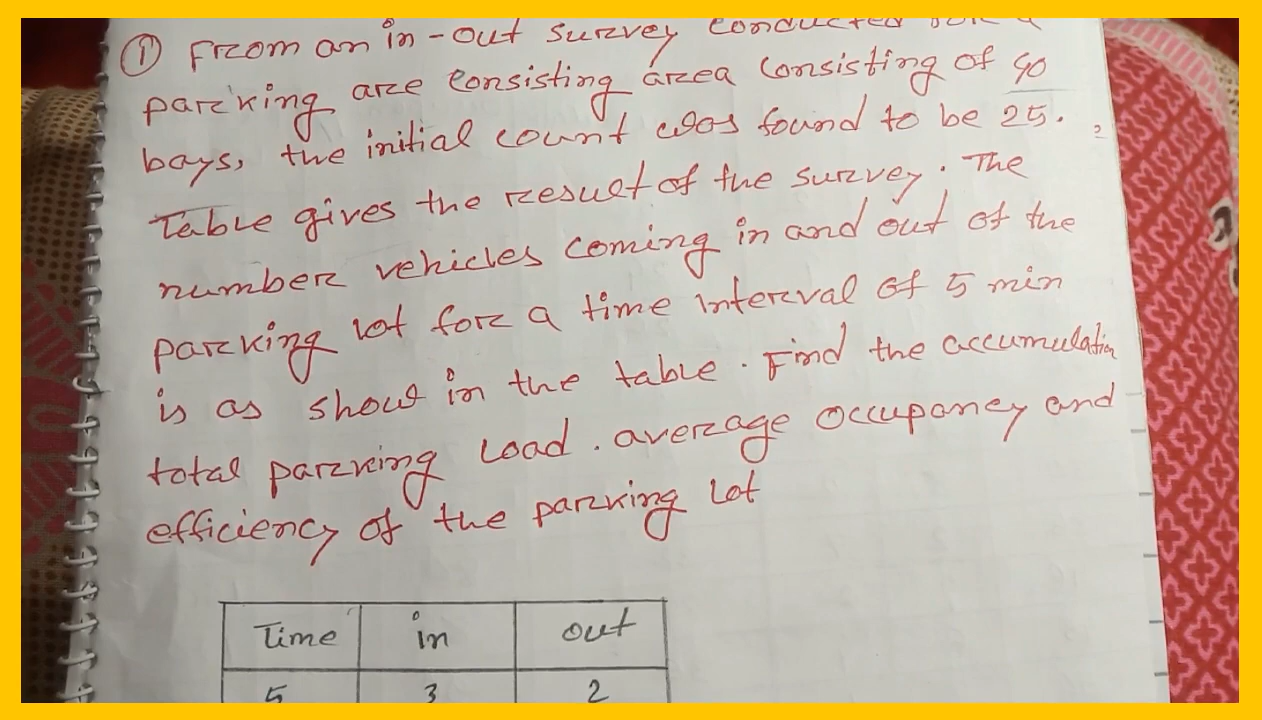 ① From an in-out survey conducted
parking are consisting area consisting of 40
bays, the initial count was found to be 25.
Table gives the result of the survey. The
number vehicles coming in and out of the
parking lot for a time interval of 5 min
is as show in the table. Find the accumulation
total parking load. average occupancy and
efficiency of the parking lot
Time in out
5 3 2